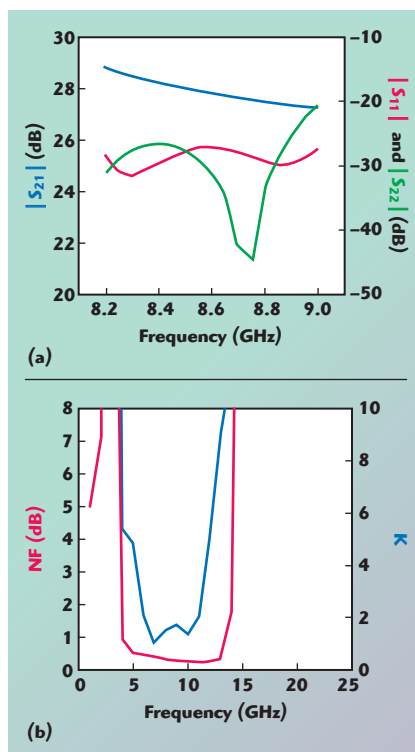 30
28
26
24
22
20
|S21| (dB)
-10
-20
-30
-40
-50
|S11| and |S22| (dB)
8.2 8.4 8.6 8.8 9.0
Frequency (GHz)
(a)
8
7
6
5
4
3
2
1
0
NF (dB)
10
8
6
4
2
0
K
0 5 10 15 20 25
Frequency (GHz)
(b)